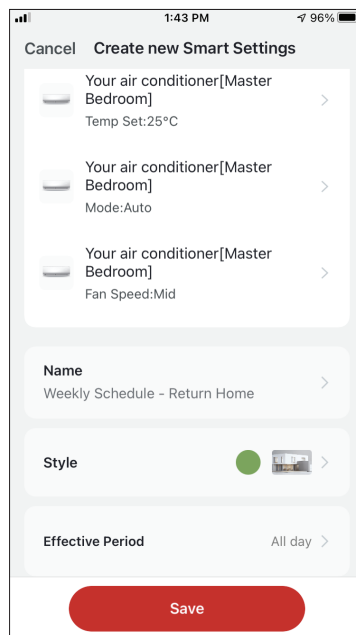 1:43 PM 96%
Cancel Create new Smart Settings
Your air conditioner[Master
Bedroom]
Temp Set:25°C
Your air conditioner[Master
Bedroom]
Mode:Auto
Your air conditioner[Master
Bedroom]
Fan Speed:Mid
Name
Weekly Schedule - Return Home
Style
Effective Period All day
Save